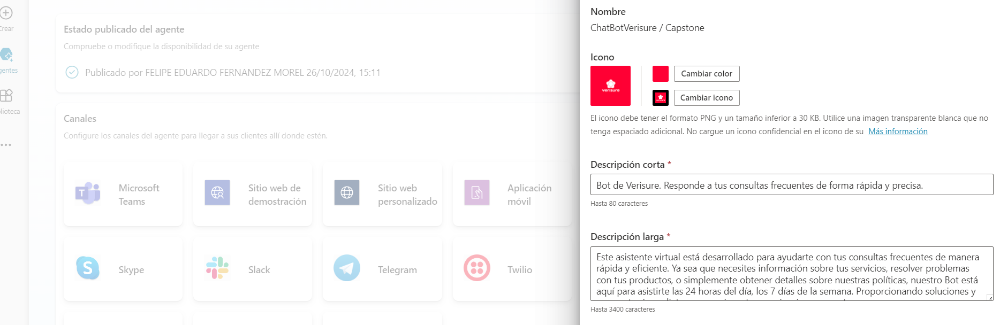 Crear
gentes
lioteca
Estado publicado del agente
Compruebe o modifique la disponibilidad de su agente
Publicado por FELIPE EDUARDO FERNANDEZ MOREL 26/10/2024, 15:11
Canales
Configure los canales del agente para llegar a sus clientes allí donde estén.
Microsoft
Teams
Sitio web de
demostración
Sitio web
personalizado
Aplicación
móvil
Skype
Slack
Telegram
Twilio
Nombre
ChatBotVerisure / Capstone
Icono
verisure
Cambiar color
Cambiar icono
El icono debe tener el formato PNG y un tamaño inferior a 30 KB. Utilice una imagen transparente blanca que no
tenga espaciado adicional. No cargue un icono confidencial en el icono de su Más información
Descripción corta *
Bot de Verisure. Responde a tus consultas frecuentes de forma rápida y precisa.
Hasta 80 caracteres
Descripción larga *
Este asistente virtual está desarrollado para ayudarte con tus consultas frecuentes de manera
rápida y eficiente. Ya sea que necesites información sobre tus servicios, resolver problemas
con tus productos, o simplemente obtener detalles sobre nuestras políticas, nuestro Bot está
aquí para asistirte las 24 horas del día, los 7 días de la semana. Proporcionando soluciones y
Hasta 3400 caracteres